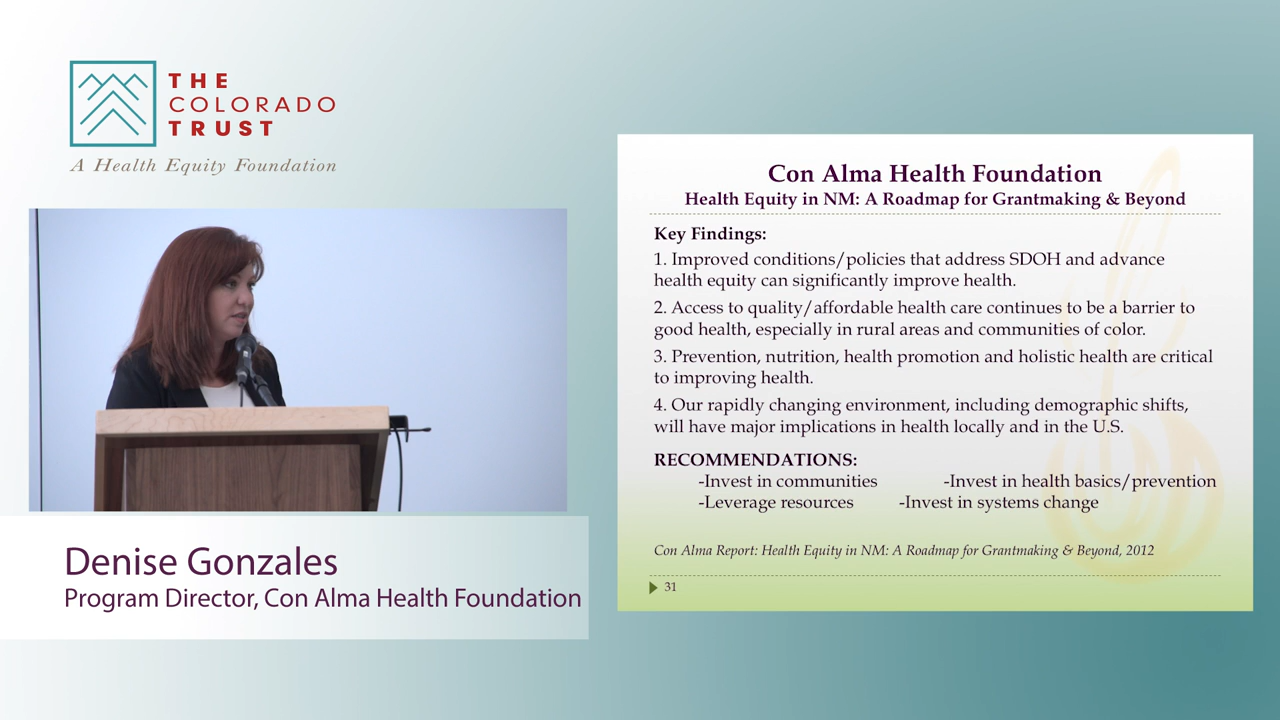 THE
COLORADO
TRUST
A Health Equity Foundation
Con Alma Health Foundation
Health Equity in NM: A Roadmap for Grantmaking & Beyond
Key Findings:
1. Improved conditions/policies that address SDOH and advance
health equity can significantly improve health.
2. Access to quality/affordable health care continues to be a barrier to
good health, especially in rural areas and communities of color.
3. Prevention, nutrition, health promotion and holistic health are critical
to improving health.
4. Our rapidly changing environment, including demographic shifts,
will have major implications in health locally and in the U.S.
RECOMMENDATIONS:
-Invest in communities -Invest in health basics/prevention
-Leverage resources -Invest in systems change
Con Alma Report: Health Equity in NM: A Roadmap for Grantmaking & Beyond, 2012
31
Denise Gonzales
Program Director, Con Alma Health Foundation